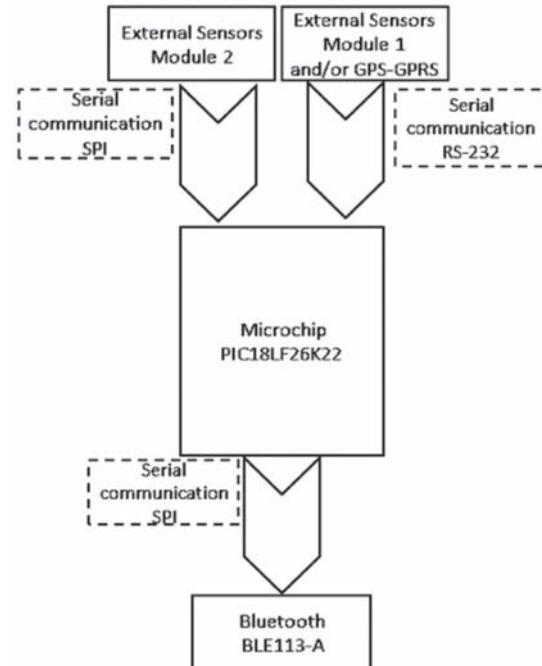 External Sensors
Module 2
External Sensors
Module 1
and/or GPS-GPRS
Serial
communication
SPI
Serial
communication
RS-232
Microchip
PIC18LF26K22
Serial
communication
SPI
Bluetooth
BLE113-A